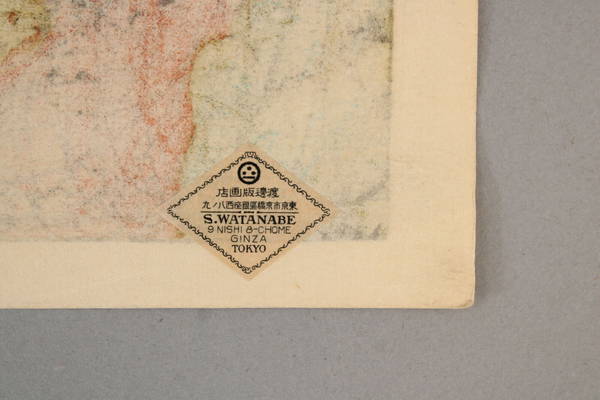 店画版邊渡
九ノ八西座銀區橋京市京東
S. WATANABE
9 NISHI 8-CHOME
GINZA
TOKYO